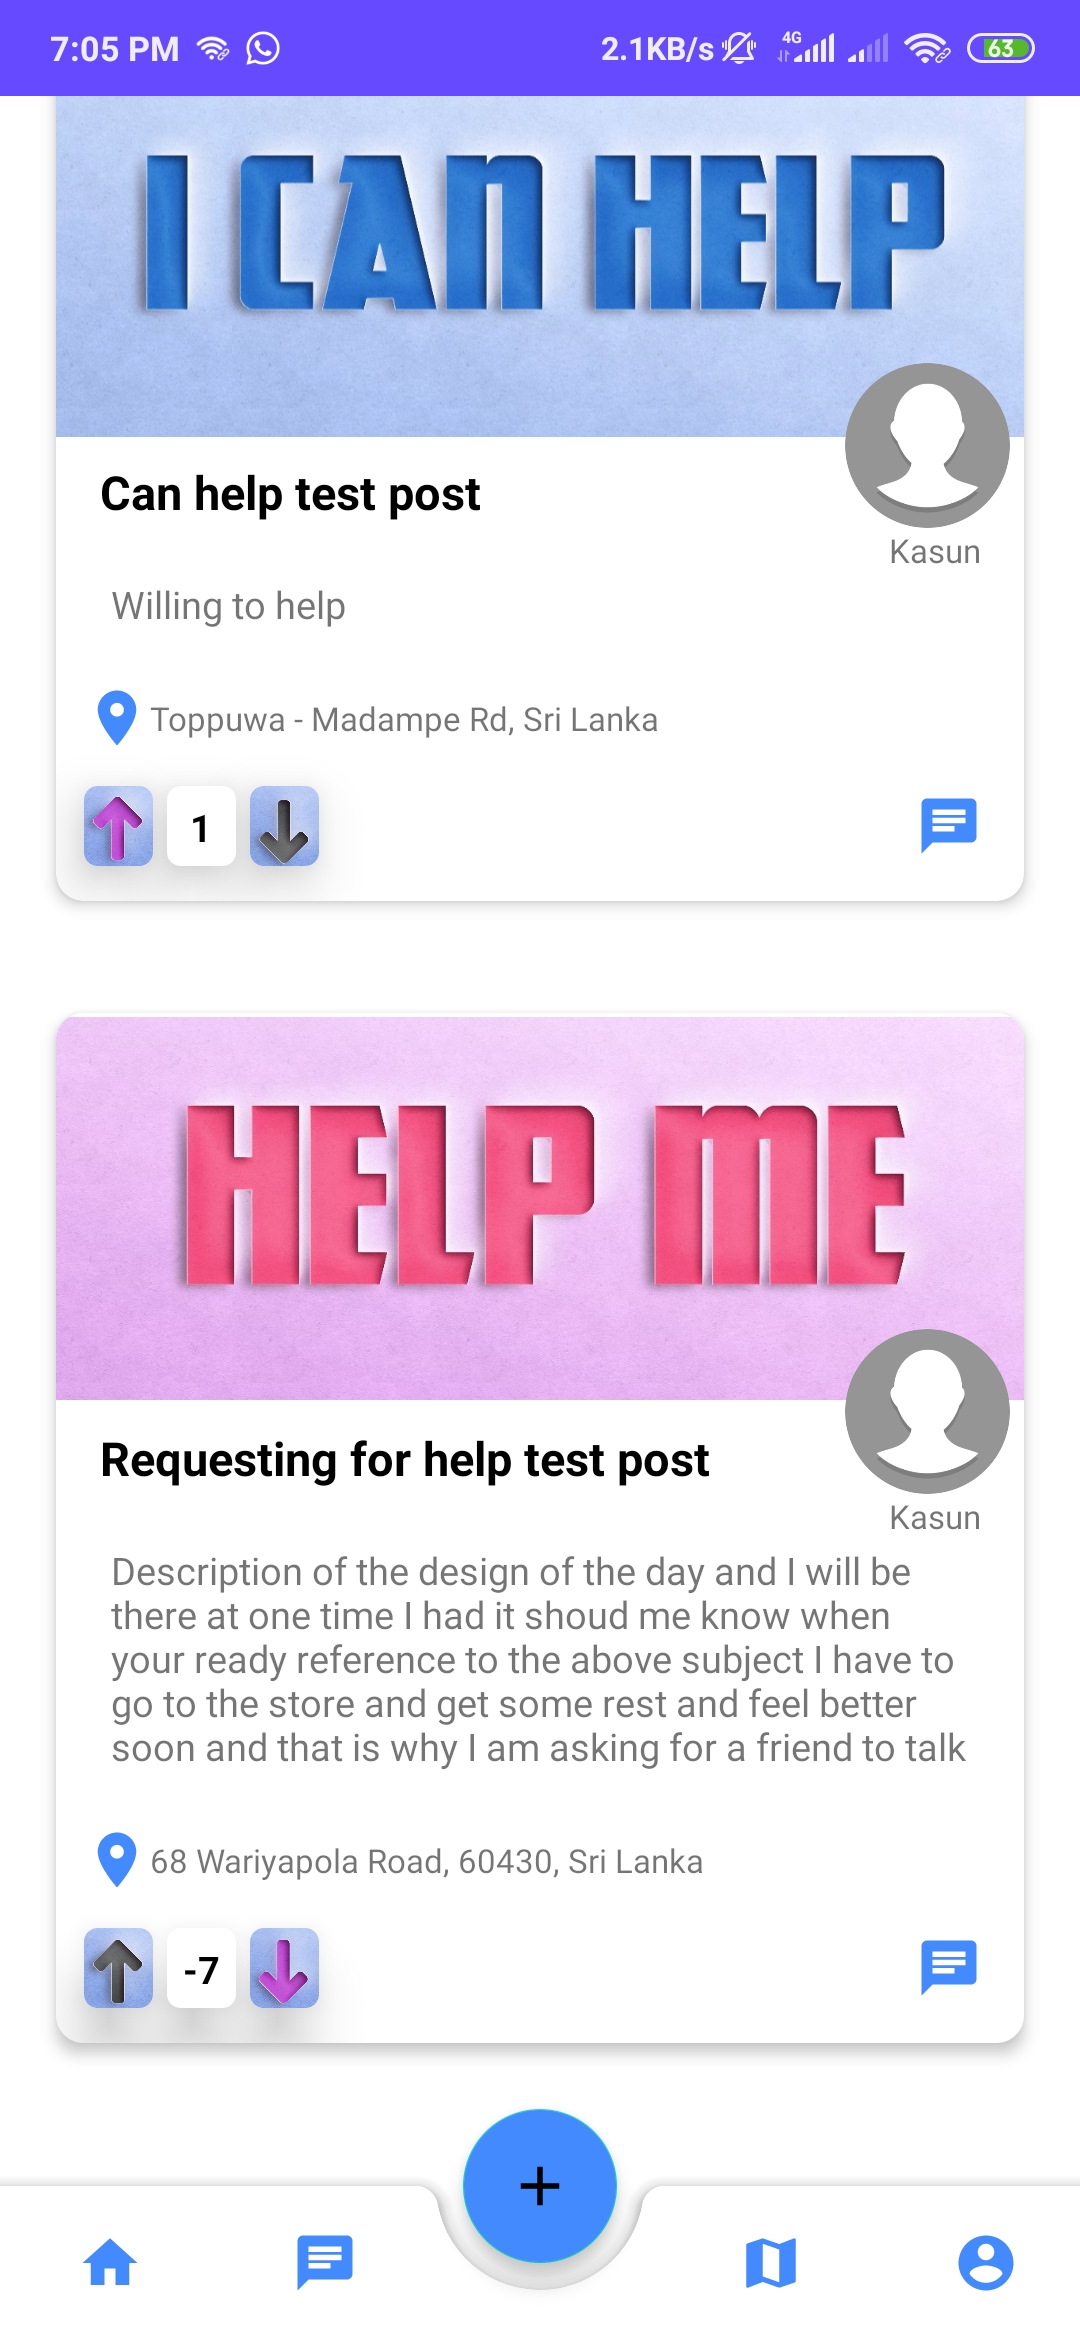 7:05 PM 2.1KB/s 4G 63
I CAN HELP
Can help test post
Kasun
Willing to help
Toppuwa - Madampe Rd, Sri Lanka
1
HELP ME
Requesting for help test post
Kasun
Description of the design of the day and I will be
there at one time I had it shoud me know when
your ready reference to the above subject I have to
go to the store and get some rest and feel better
soon and that is why I am asking for a friend to talk
68 Wariyapola Road, 60430, Sri Lanka
-7
+